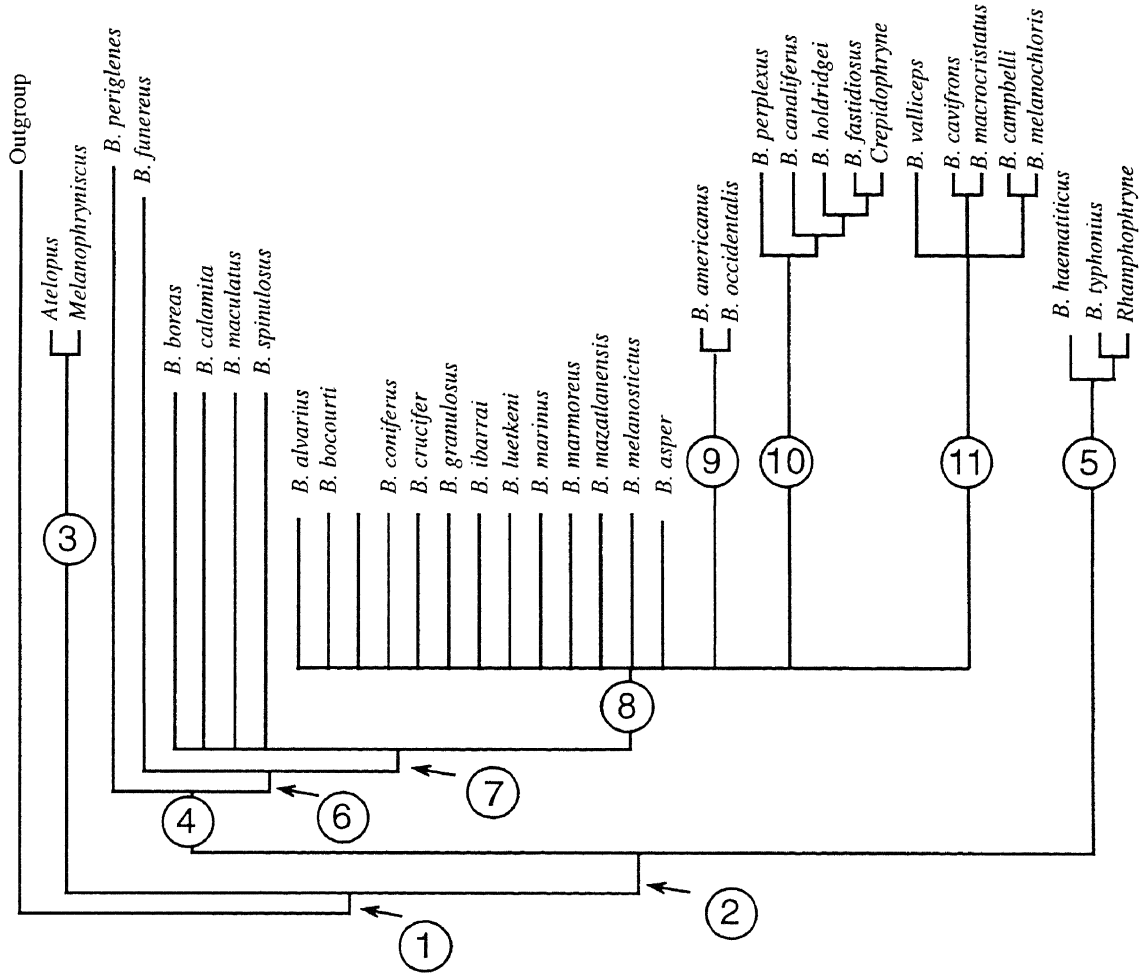 Outgroup
Atelopus
Melanophryniscus
B. periglenes
B. funereus
B. boreas
B. calamita
B. maculatus
B. spinulosus
B. alvarius
B. bocourti
B. coniferus
B. crucifer
B. granulosus
B. ibarrai
B. luetkeni
B. marinus
B. marmoreus
B. mazatlanensis
B. melanostictus
B. asper
B. americanus
B. occidentalis
B. perplexus
B. canaliferus
B. holdridgei
B. fastidiosus
Crepidophryne
B. valliceps
B. cavifrons
B. macrocristatus
B. campbelli
B. melanochloris
B. haematiticus
B. typhonius
Rhamphophryne
3
9
10
11
5
8
7
6
4
2
1